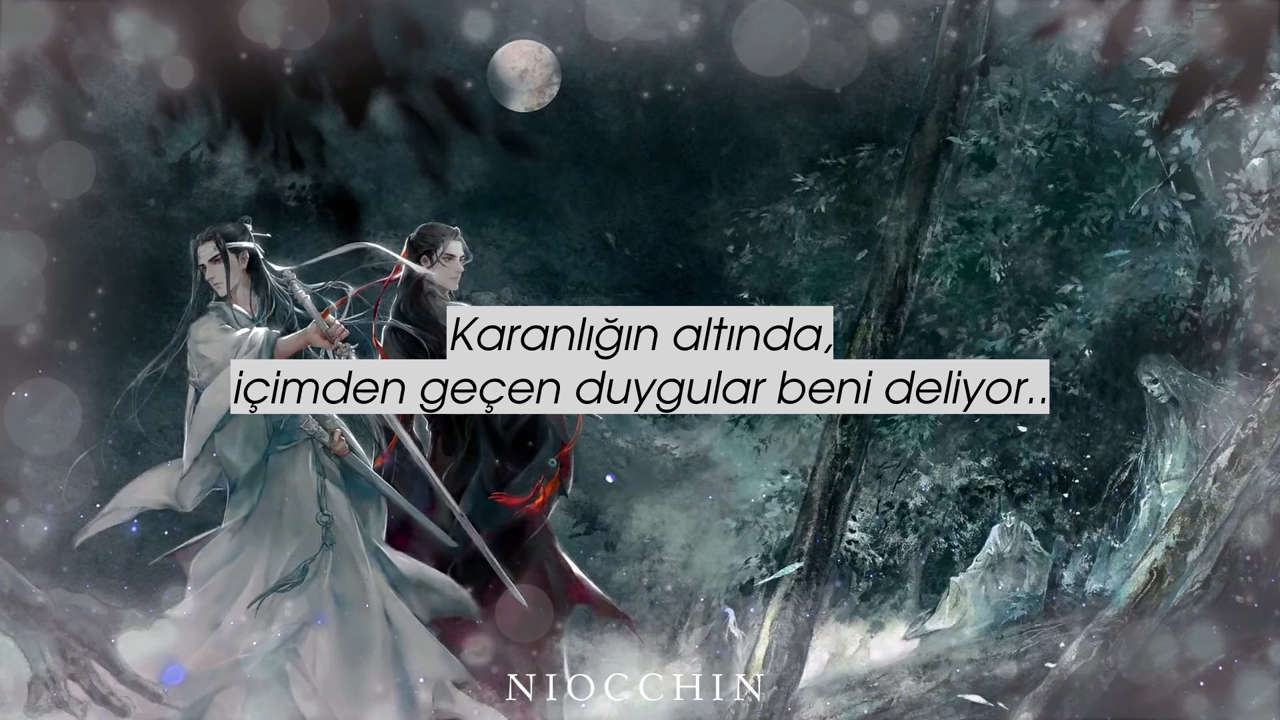 Karanlığın altında,
içimden geçen duygular beni deliyor..
NIOCCHIN